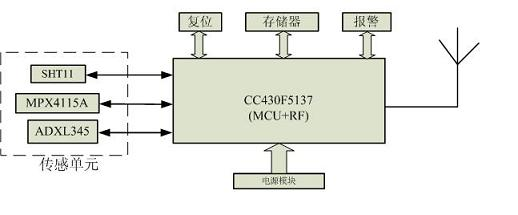 复位
存储器
报警
SHT11
MPX4115A
ADXL345
传感单元
CC430F5137
(MCU+RF)
电源模块